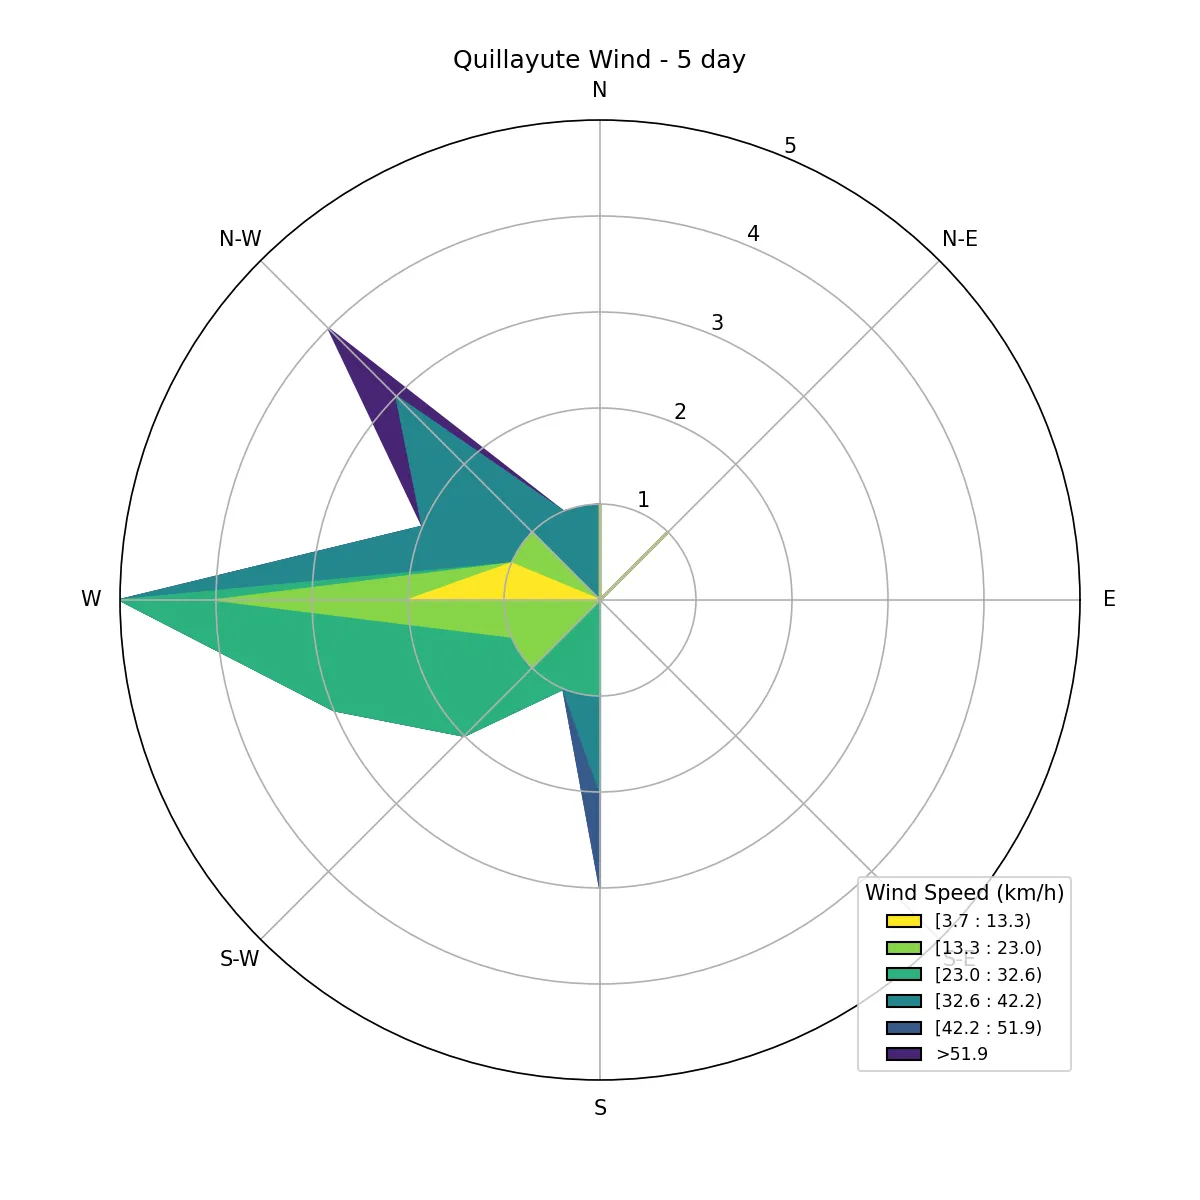 Quillayute Wind - 5 day
N
5
N-W
N-E
4
3
2
1
W
E
S-W
S-E
S
Wind Speed (km/h)
[3.7 : 13.3)
[13.3 : 23.0)
[23.0 : 32.6)
[32.6 : 42.2)
[42.2 : 51.9)
>51.9